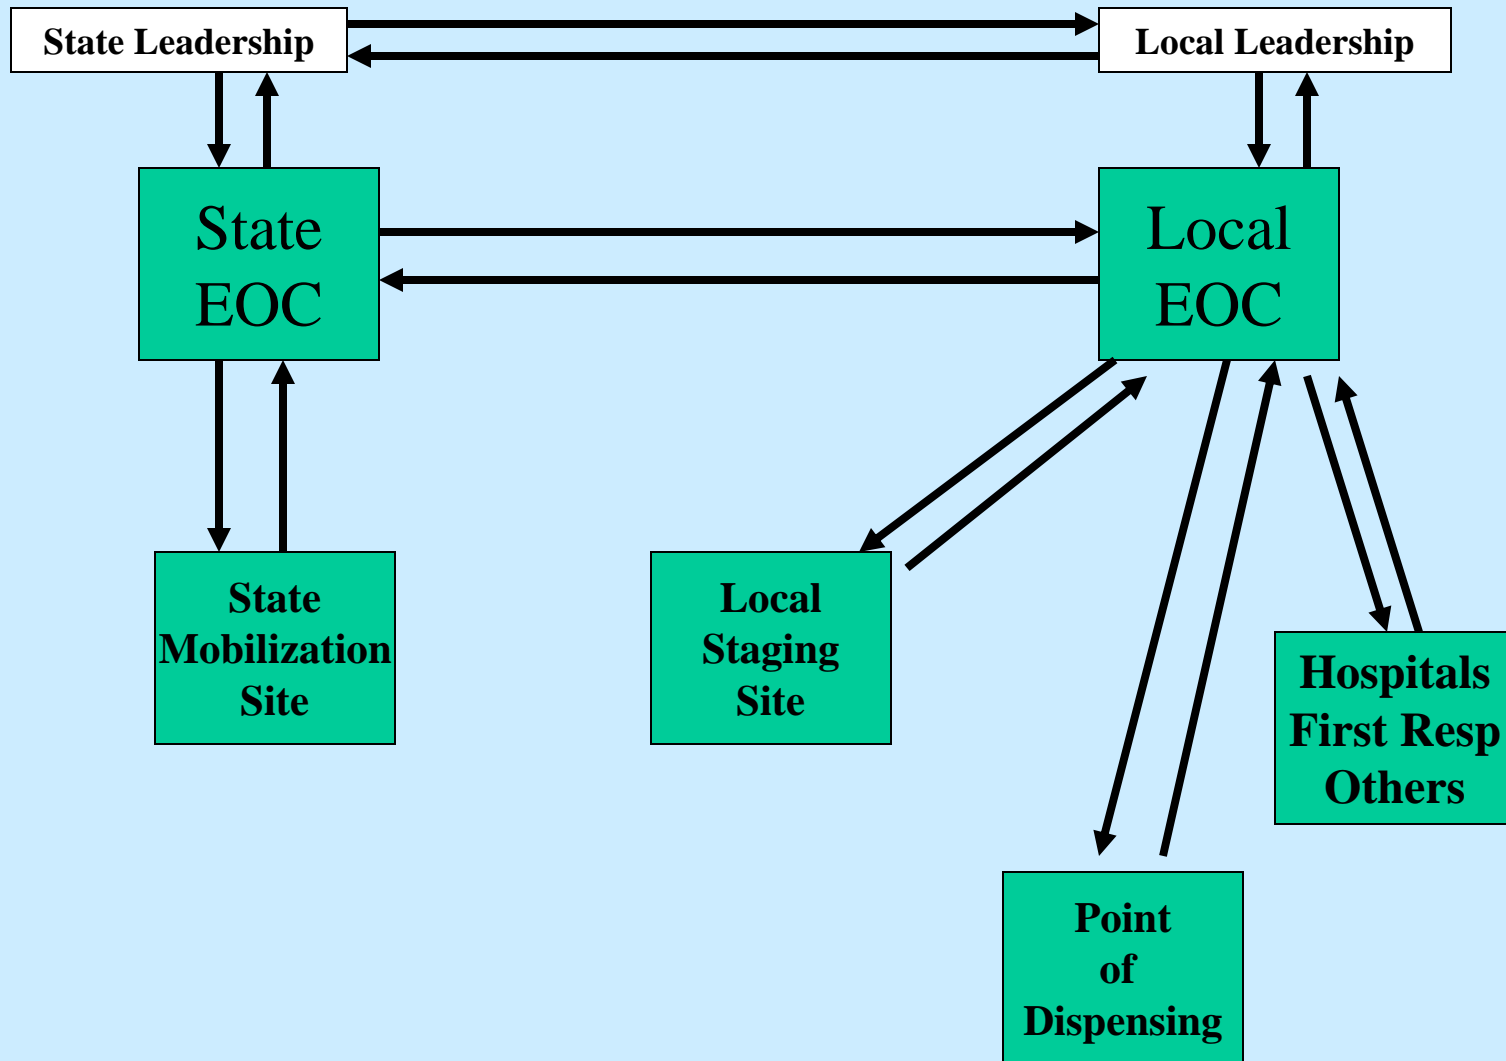 State Leadership
Local Leadership
State
EOC
Local
EOC
State
Mobilization
Site
Local
Staging
Site
Hospitals
First Resp
Others
Point
of
Dispensing